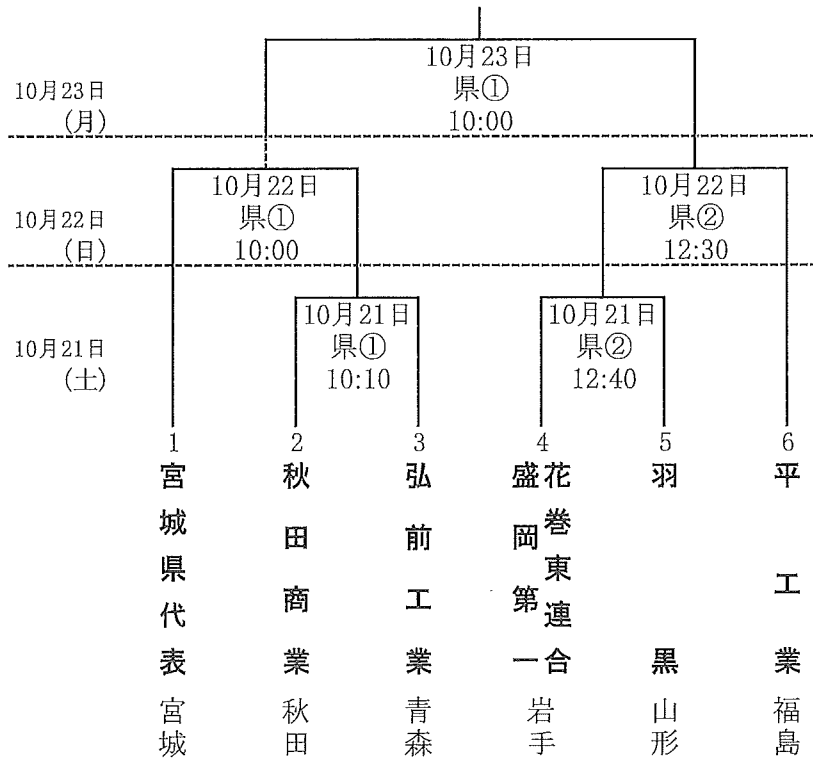 10月23日
県①
10:00
10月23日
(月)
10月22日
県①
10:00
10月22日
県②
12:30
10月22日
(日)
10月21日
県①
10:10
10月21日
県②
12:40
10月21日
(土)
1
宮城県代表
宮城
2
秋田商業
秋田
3
弘前工業
青森
4
花巻東連合
盛岡第一
岩手
5
羽黒
山形
6
平工業
福島